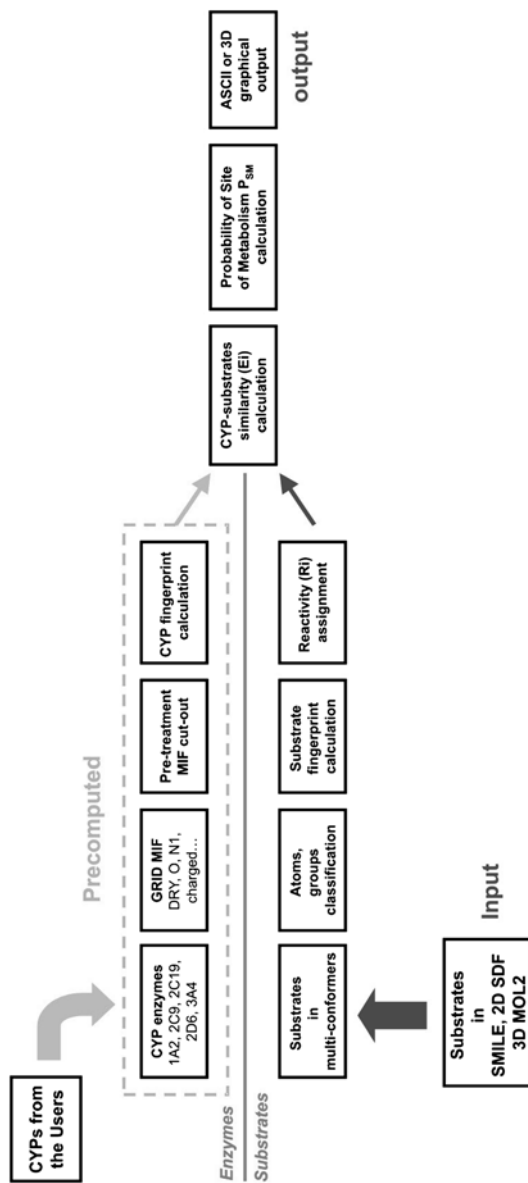 CYPs from
the Users
Precomputed
CYP enzymes
1A2, 2C9, 2C19,
2D6, 3A4
GRID MIF
DRY, O, N1,
charged...
Pre-treatment
MIF cut-out
CYP fingerprint
calculation
Enzymes
Substrates
Substrates
in
multi-conformers
Atoms,
groups
classification
Substrate
fingerprint
calculation
Reactivity (Ri)
assignment
Substrates
in
SMILE, 2D SDF
3D MOL2
Input
CYP-substrates
similarity (Ei)
calculation
Probability of Site
of Metabolism PSM
calculation
ASCII or 3D
graphical
output
output